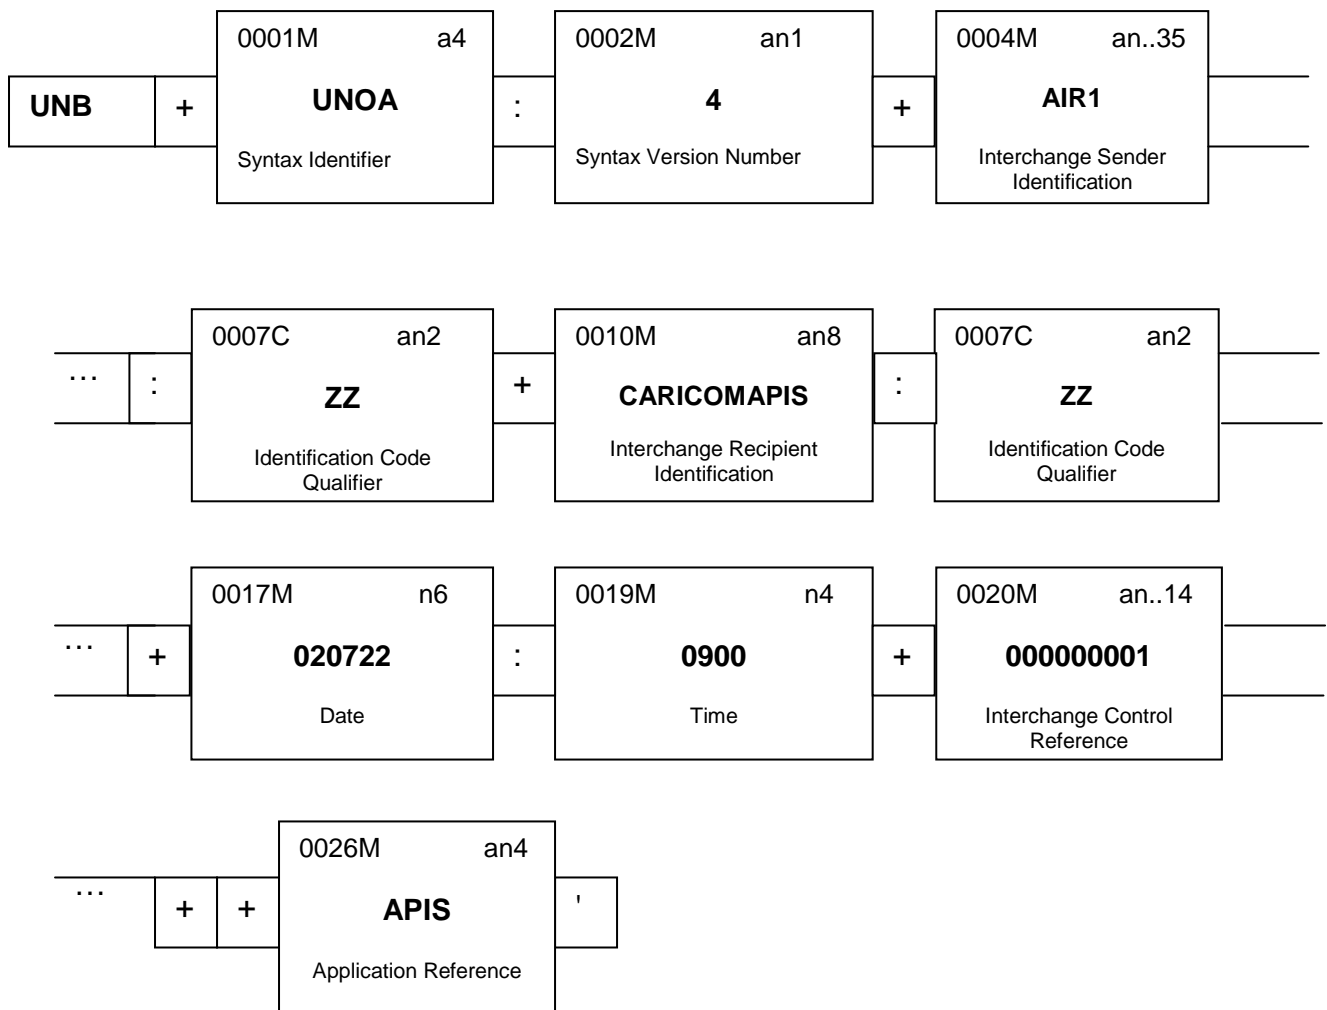 0001M a4 0002M an1 0004M an..35
UNB + UNOA : 4 + AIR1
Syntax Identifier Syntax Version Number Interchange Sender
Identification
0007C an2 0010M an8 0007C an2
... : ZZ + CARICOMAPIS : ZZ
Identification Code Interchange Recipient Identification Code
Qualifier Identification Qualifier
0017M n6 0019M n4 0020M an..14
... + 020722 : 0900 + 000000001
Date Time Interchange Control
Reference
0026M an4
... + + APIS '
Application Reference